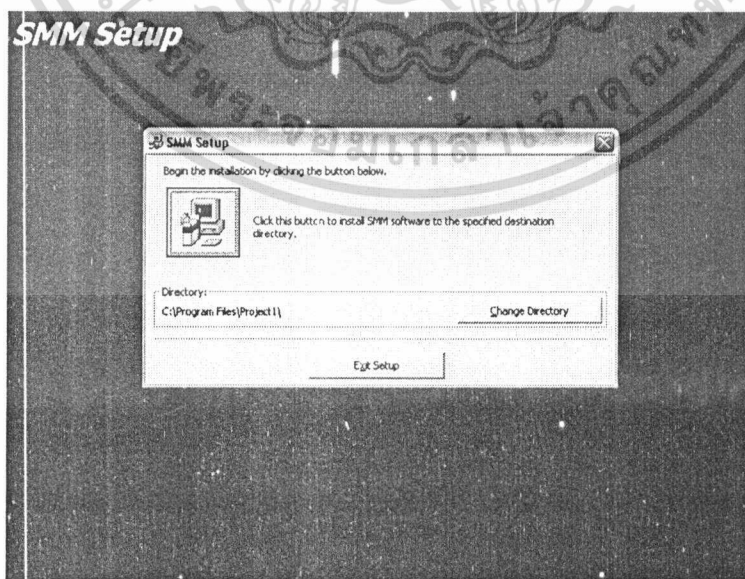 SMM Setup
SMM Setup
Begin the installation by clicking the button below.
Click this button to install SMM software to the specified destination
directory.
Directory:
C:\Program Files\Project1\
Change Directory
Exit Setup